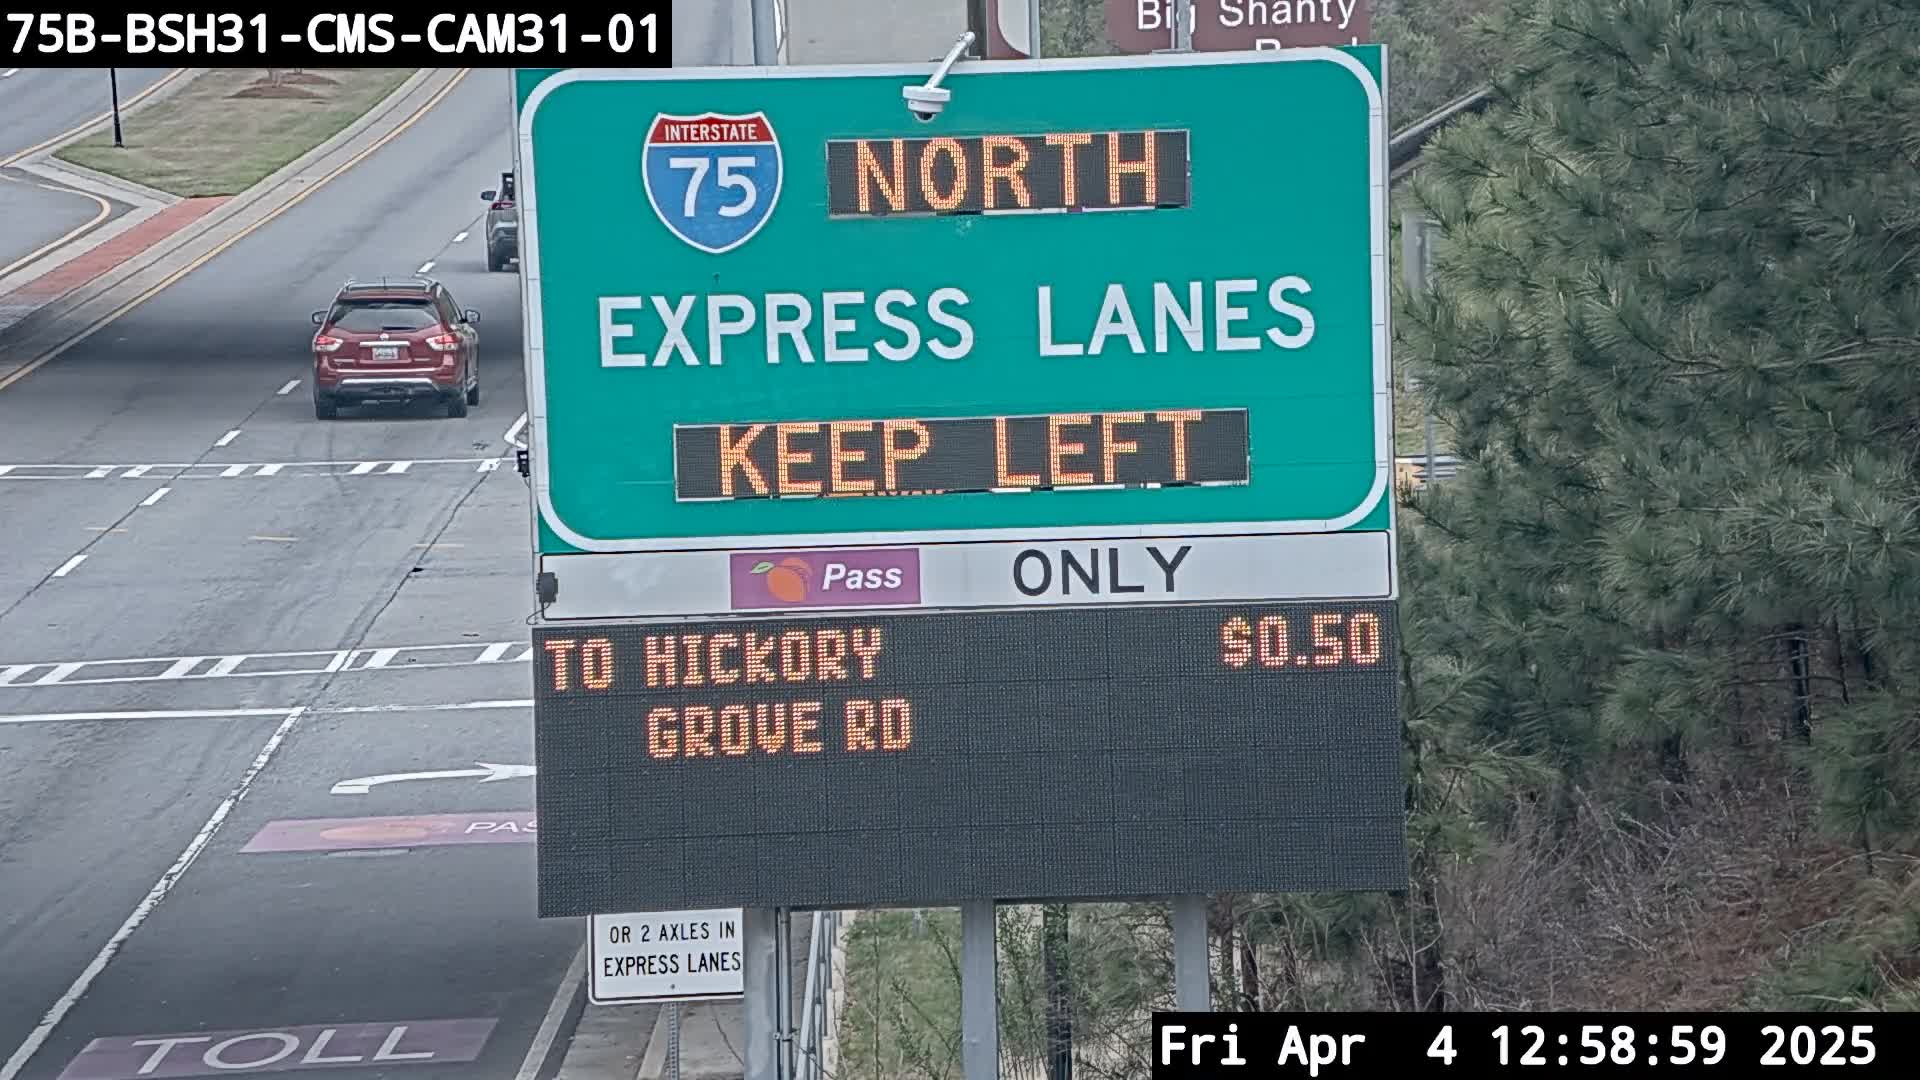 75B-BSH31-CMS-CAM31-01
Big Shanty
INTERSTATE
75
NORTH
EXPRESS LANES
KEEP LEFT
Pass ONLY
TO HICKORY $0.50
GROVE RD
OR 2 AXLES IN
EXPRESS LANES
TOLL
Fri Apr 4 12:58:59 2025